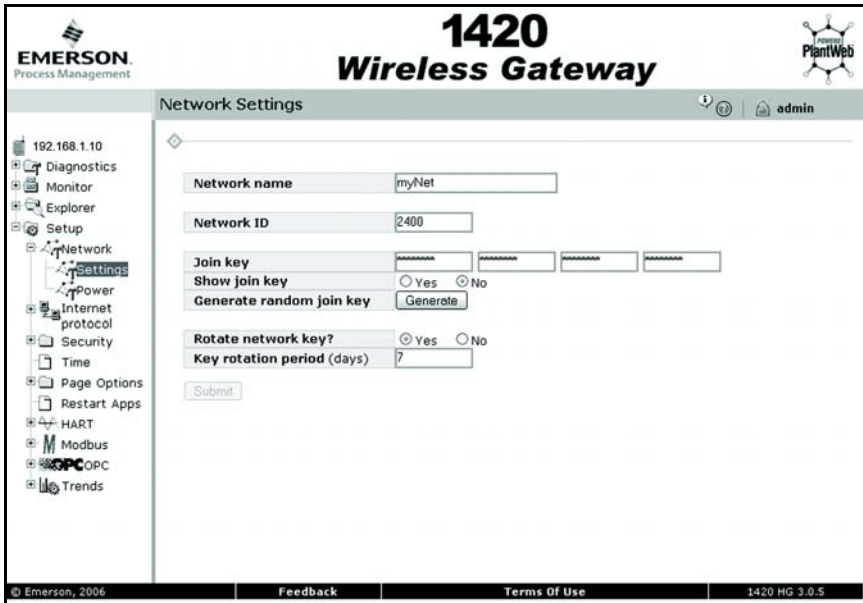 EMERSON.
Process Management
1420
Wireless Gateway
POWERS
PlantWeb
Network Settings
admin
192.168.1.10
Diagnostics
Monitor
Explorer
Setup
Network
Settings
Power
Internet
protocol
Security
Time
Page Options
Restart Apps
HART
Modbus
OPC OPC
Trends
Network name myNet
Network ID 2400
Join key ******** ******** ******** ********
Show join key Yes No
Generate random join key Generate
Rotate network key? Yes No
Key rotation period (days) 7
Submit
© Emerson, 2006 Feedback Terms Of Use 1420 HG 3.0.5